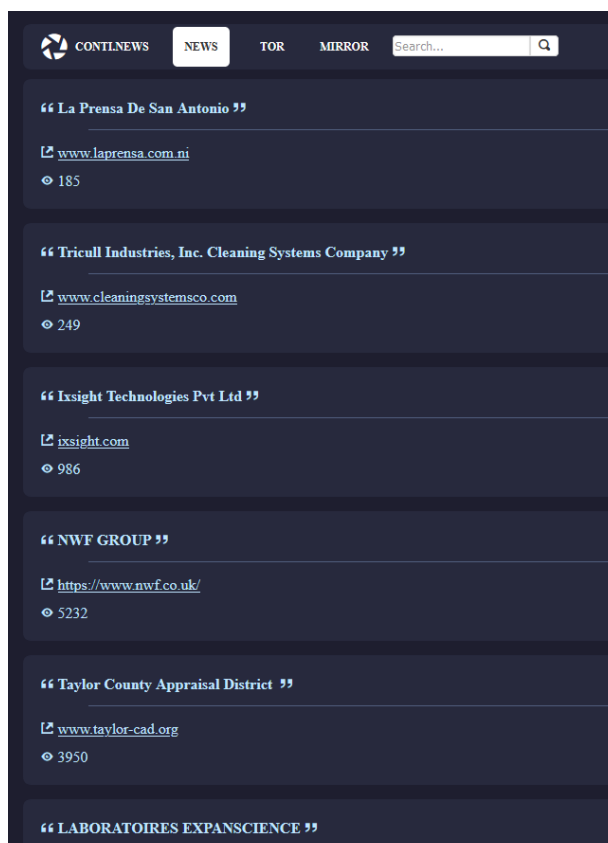 CONTI.NEWS NEWS TOR MIRROR Search...
“ La Prensa De San Antonio ”
www.laprensa.com.ni
185
“ Tricull Industries, Inc. Cleaning Systems Company ”
www.cleaningsystemsco.com
249
“ Ixsight Technologies Pvt Ltd ”
ixsight.com
986
“ NWF GROUP ”
https://www.nwf.co.uk/
5232
“ Taylor County Appraisal District ”
www.taylor-cad.org
3950
“ LABORATOIRES EXPANSCIENCE ”